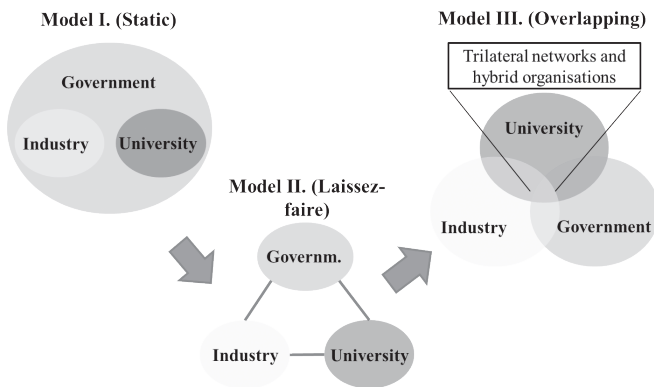 Model I. (Static)
Government
Industry
University
Model II. (Laissez-
faire)
Governm.
Industry
University
Model III. (Overlapping)
Trilateral networks and
hybrid organisations
University
Industry
Government